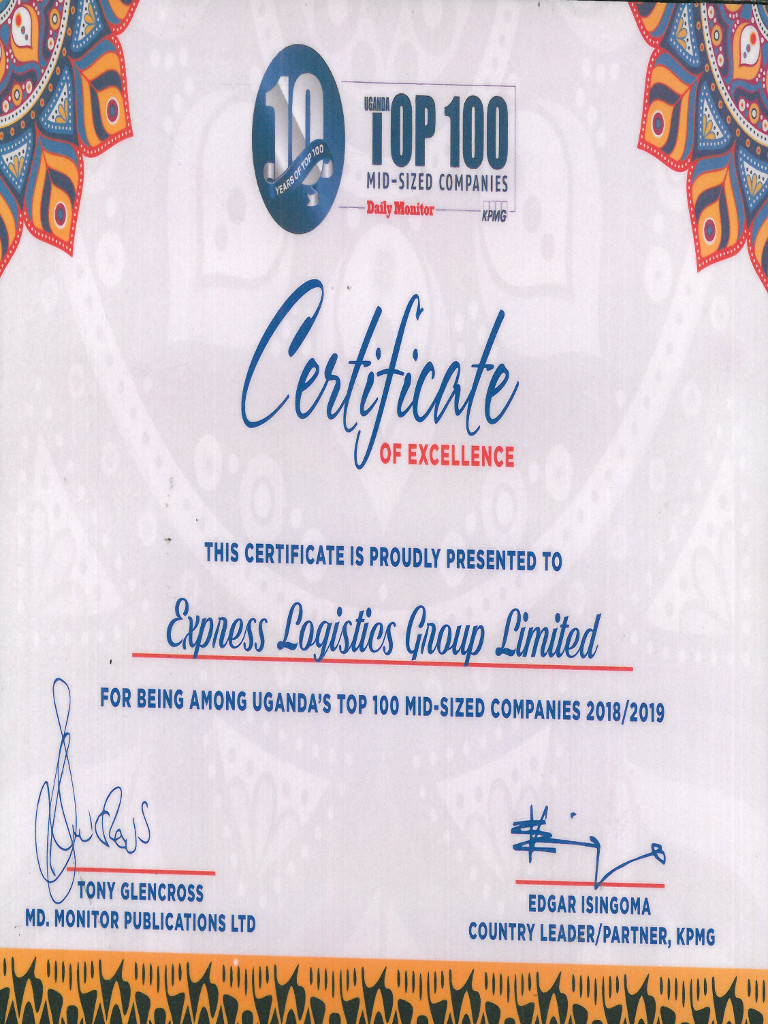 10
YEARS OF TOP 100
UGANDA
TOP 100
MID-SIZED COMPANIES
Daily Monitor KPMG
Certificate
OF EXCELLENCE
THIS CERTIFICATE IS PROUDLY PRESENTED TO
Express Logistics Group Limited
FOR BEING AMONG UGANDA'S TOP 100 MID-SIZED COMPANIES 2018/2019
TONY GLENCROSS
MD. MONITOR PUBLICATIONS LTD
EDGAR ISINGOMA
COUNTRY LEADER/PARTNER, KPMG